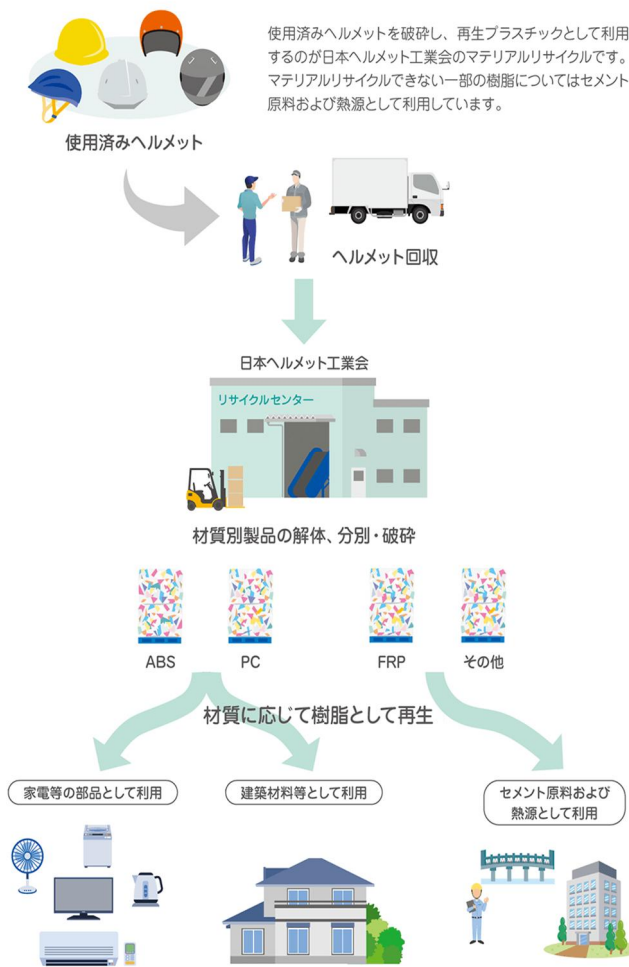 使用済みヘルメットを破砕し、再生プラスチックとして利用
するのが日本ヘルメット工業会のマテリアルリサイクルです。
マテリアルリサイクルできない一部の樹脂についてはセメント
原料および熱源として利用しています。
使用済みヘルメット
ヘルメット回収
日本ヘルメット工業会
リサイクルセンター
材質別製品の解体、分別・破砕
ABS
PC
FRP
その他
材質に応じて樹脂として再生
家電等の部品として利用
建築材料等として利用
セメント原料および
熱源として利用